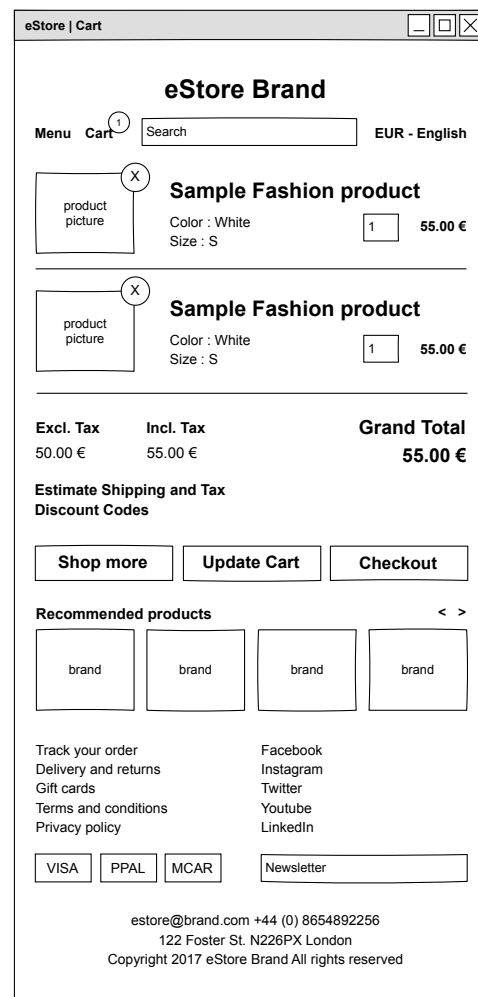 eStore | Cart
eStore Brand
Menu Cart 1 Search EUR - English
product
picture
X
Sample Fashion product
Color : White
Size : S
1 55.00 €
product
picture
X
Sample Fashion product
Color : White
Size : S
1 55.00 €
Excl. Tax Incl. Tax Grand Total
50.00 € 55.00 € 55.00 €
Estimate Shipping and Tax
Discount Codes
Shop more Update Cart Checkout
Recommended products < >
brand brand brand brand
Track your order
Delivery and returns
Gift cards
Terms and conditions
Privacy policy
Facebook
Instagram
Twitter
Youtube
LinkedIn
VISA PPAL MCAR Newsletter
estore@brand.com +44 (0) 8654892256
122 Foster St. N226PX London
Copyright 2017 eStore Brand All rights reserved